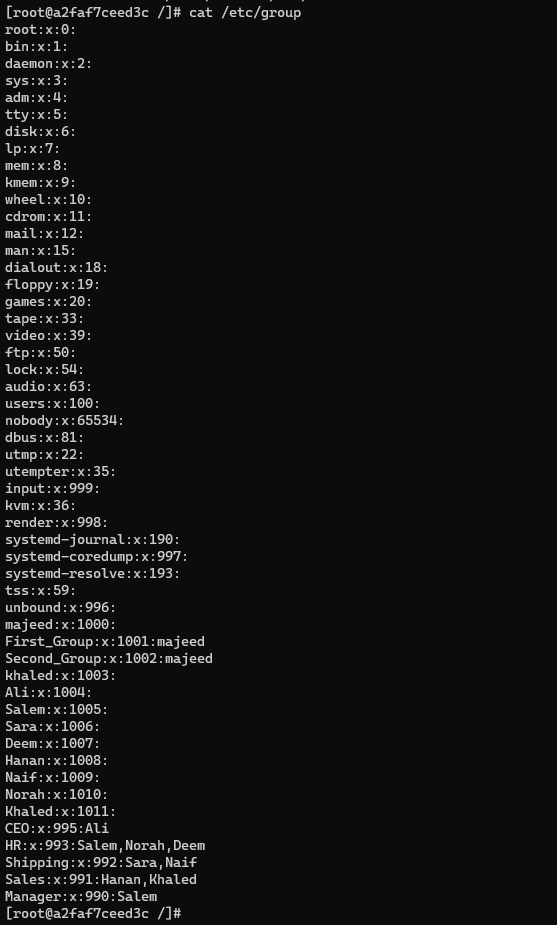 [root@a2faf7ceed3c /]# cat /etc/group
root:x:0:
bin:x:1:
daemon:x:2:
sys:x:3:
adm:x:4:
tty:x:5:
disk:x:6:
lp:x:7:
mem:x:8:
kmem:x:9:
wheel:x:10:
cdrom:x:11:
mail:x:12:
man:x:15:
dialout:x:18:
floppy:x:19:
games:x:20:
tape:x:33:
video:x:39:
ftp:x:50:
lock:x:54:
audio:x:63:
users:x:100:
nobody:x:65534:
dbus:x:81:
utmp:x:22:
utempter:x:35:
input:x:999:
kvm:x:36:
render:x:998:
systemd-journal:x:190:
systemd-coredump:x:997:
systemd-resolve:x:193:
tss:x:59:
unbound:x:996:
majeed:x:1000:
First_Group:x:1001:majeed
Second_Group:x:1002:majeed
khaled:x:1003:
Ali:x:1004:
Salem:x:1005:
Sara:x:1006:
Deem:x:1007:
Hanan:x:1008:
Naif:x:1009:
Norah:x:1010:
Khaled:x:1011:
CEO:x:995:Ali
HR:x:993:Salem,Norah,Deem
Shipping:x:992:Sara,Naif
Sales:x:991:Hanan,Khaled
Manager:x:990:Salem
[root@a2faf7ceed3c /]#